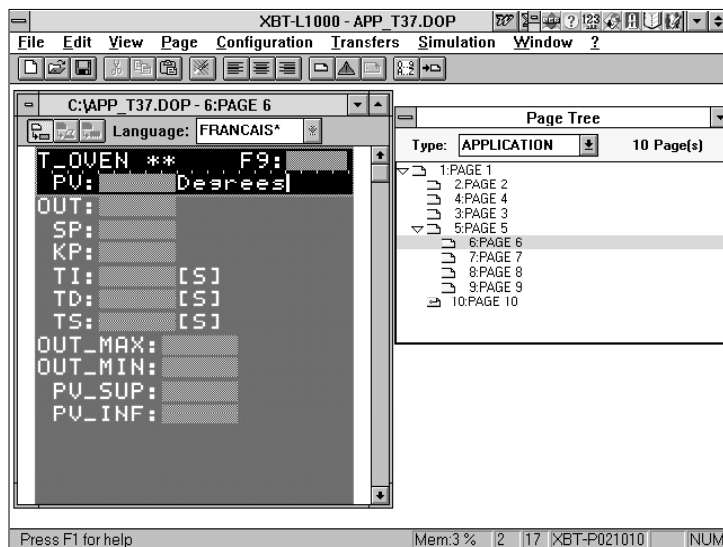 XBT-L1000 - APP_T37.DOP
File Edit View Page Configuration Transfers Simulation Window ?
C:\APP_T37.DOP - 6:PAGE 6
Language: FRANCAIS*
T_OVEN ** F9:
PV: Degrees
OUT:
SP:
KP:
TI: [S]
TD: [S]
TS: [S]
OUT_MAX:
OUT_MIN:
PV_SUP:
PV_INF:
Page Tree
Type: APPLICATION 10 Page(s)
1:PAGE 1
2:PAGE 2
4:PAGE 4
3:PAGE 3
5:PAGE 5
6:PAGE 6
7:PAGE 7
8:PAGE 8
9:PAGE 9
10:PAGE 10
Press F1 for help Mem:3 % 2 17 XBT-P021010 NUM